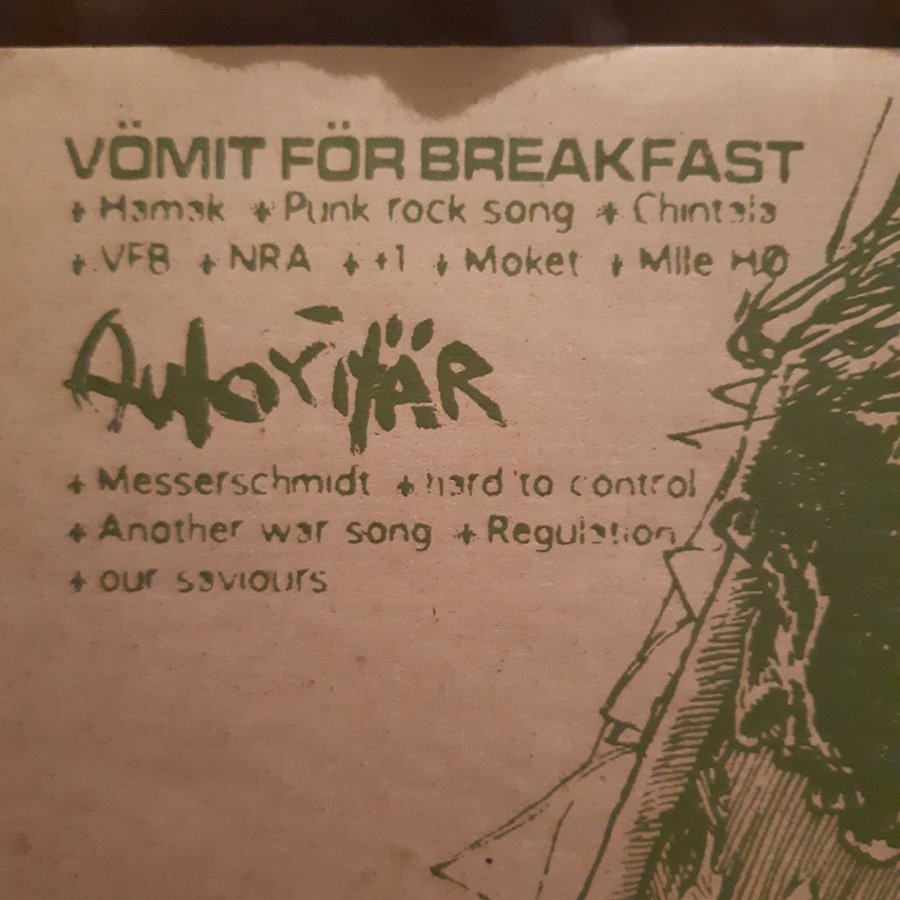 VÖMIT FÖR BREAKFAST
+ Hamak + Punk rock song + Chintala
+ VFB + NRA + +1 + Moket + Mlle HØ
AutoritÄR
+ Messerschmidt + hard to control
+ Another war song + Regulation
+ our saviours